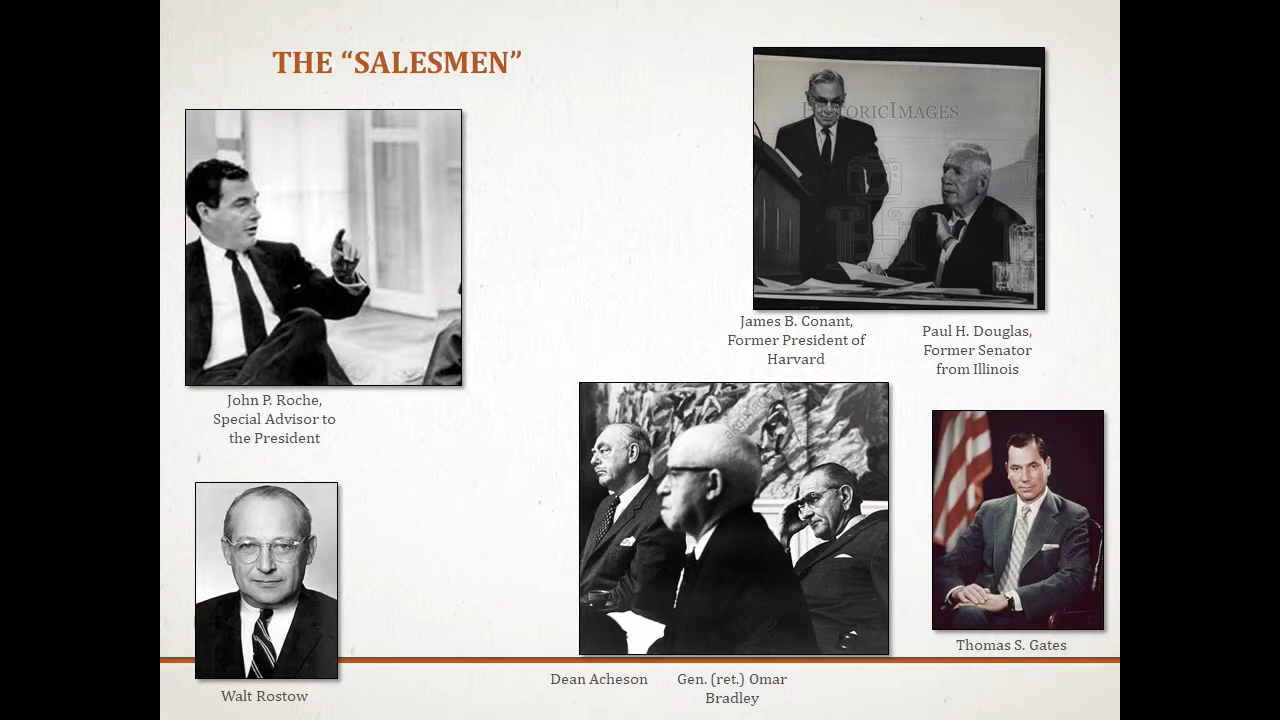 THE “SALESMEN”
HISTORICIMAGES
John P. Roche,
Special Advisor to
the President
James B. Conant,
Former President of
Harvard
Paul H. Douglas,
Former Senator
from Illinois
Walt Rostow
Dean Acheson
Gen. (ret.) Omar
Bradley
Thomas S. Gates